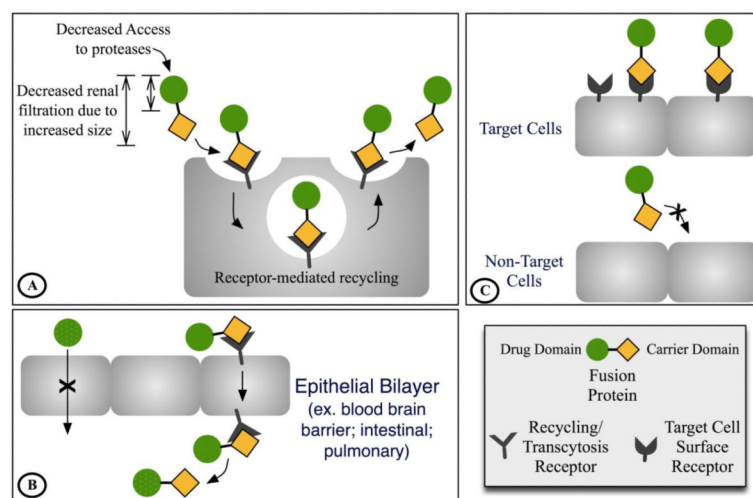 Decreased Access
to proteases
Decreased renal
filtration due to
increased size
Receptor-mediated recycling
A
Epithelial Bilayer
(ex. blood brain
barrier; intestinal;
pulmonary)
B
Target Cells
Non-Target
Cells
C
Drug Domain
Carrier Domain
Fusion
Protein
Recycling/
Transcytosis
Receptor
Target Cell
Surface
Receptor